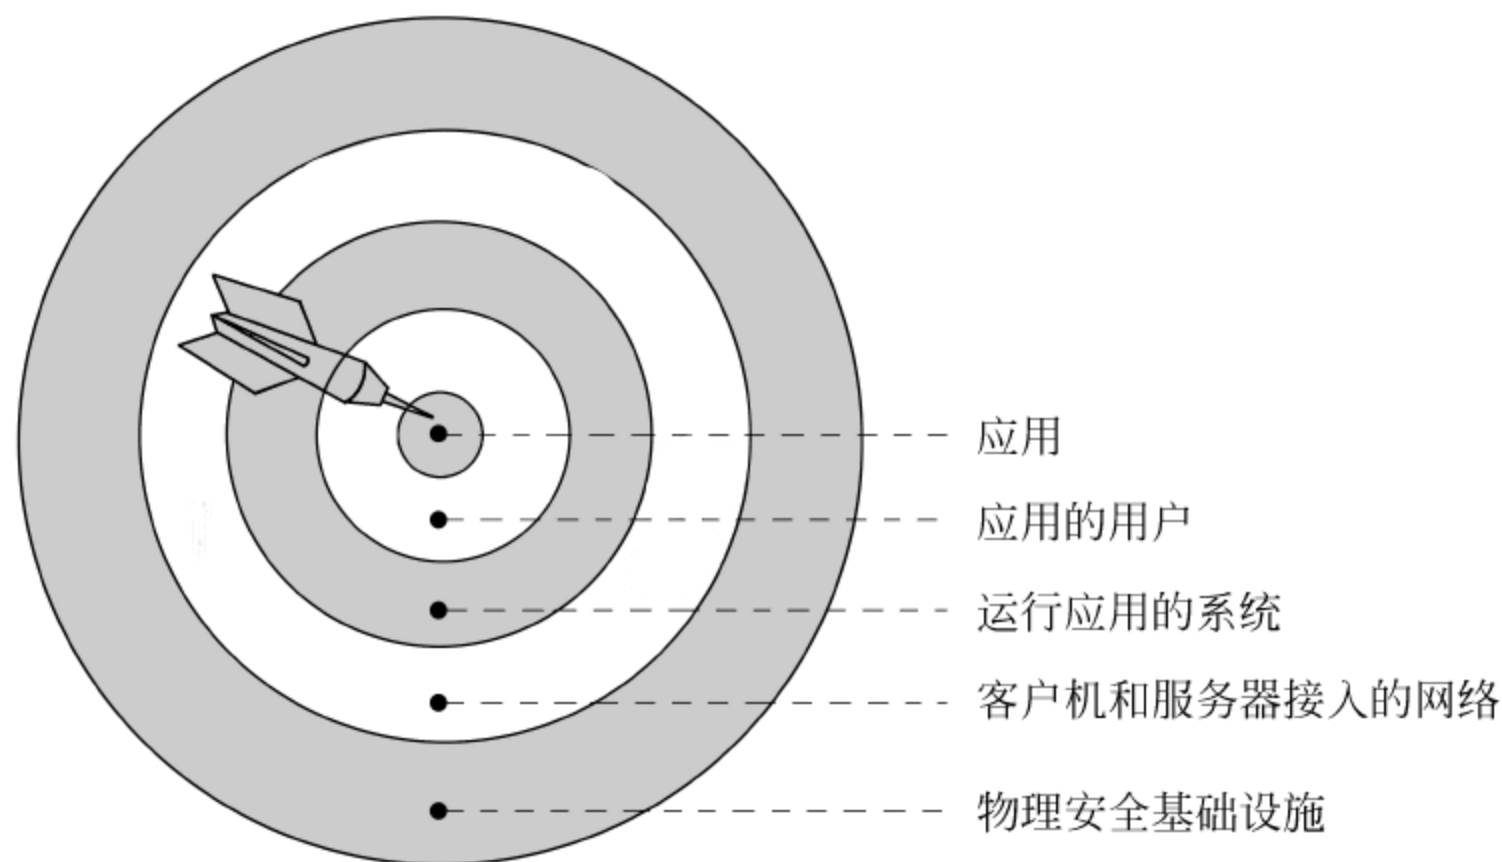 应用
应用的用户
运行应用的系统
客户机和服务器接入的网络
物理安全基础设施